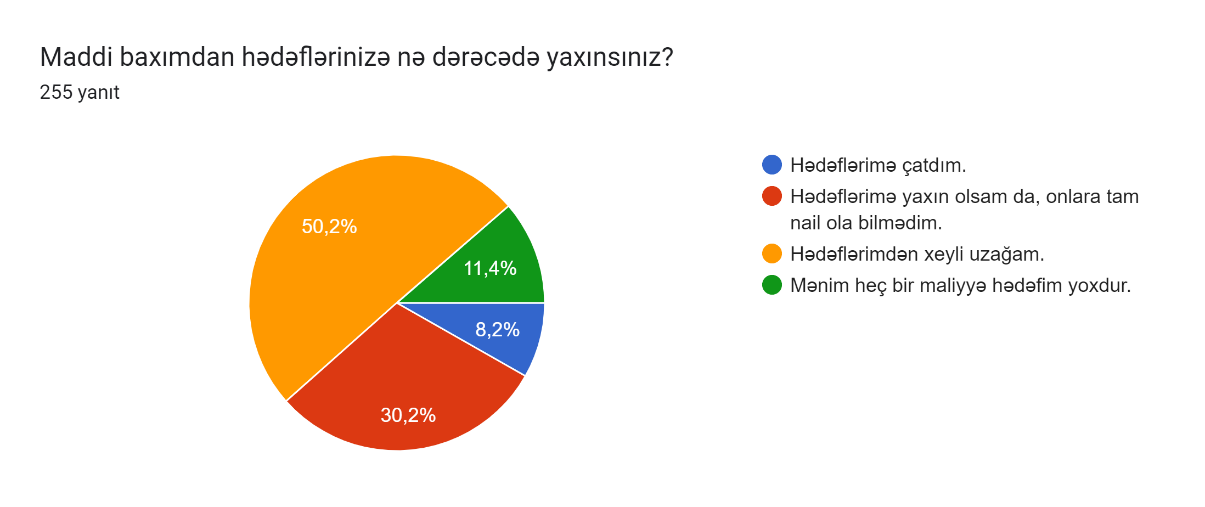 Maddi baxımdan hədəflərinizə nə dərəcədə yaxınsınız?
255 yanıt
50,2%
11,4%
8,2%
30,2%
Hədəflərimə çatdım.
Hədəflərimə yaxın olsam da, onlara tam
nail ola bilmədim.
Hədəflərimdən xeyli uzağam.
Mənim heç bir maliyyə hədəfim yoxdur.